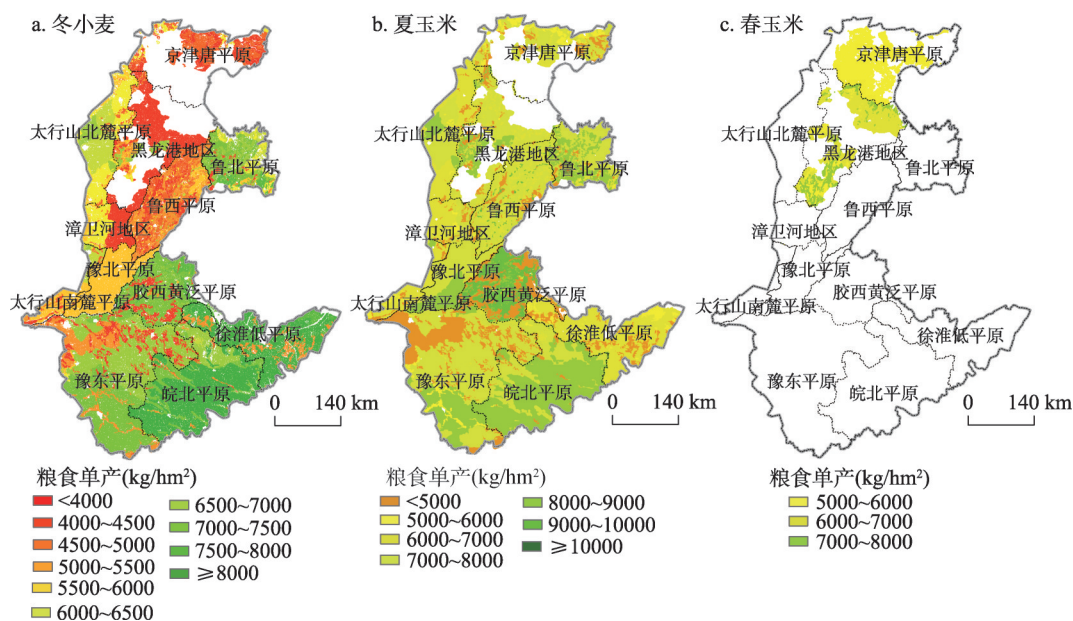 a. 冬小麦
京津唐平原
太行山北麓平原
黑龙港地区
鲁北平原
鲁西平原
漳卫河地区
豫北平原
太行山南麓平原
胶西黄泛平原
徐淮低平原
豫东平原
皖北平原
0 140 km
粮食单产(kg/hm²)
<4000
4000~4500
4500~5000
5000~5500
5500~6000
6000~6500
6500~7000
7000~7500
7500~8000
≥8000
b. 夏玉米
京津唐平原
太行山北麓平原
黑龙港地区
鲁北平原
鲁西平原
漳卫河地区
豫北平原
太行山南麓平原
胶西黄泛平原
徐淮低平原
豫东平原
皖北平原
0 140 km
粮食单产(kg/hm²)
<5000
5000~6000
6000~7000
7000~8000
8000~9000
9000~10000
≥10000
c. 春玉米
京津唐平原
太行山北麓平原
黑龙港地区
鲁北平原
鲁西平原
漳卫河地区
豫北平原
太行山南麓平原
胶西黄泛平原
徐淮低平原
豫东平原
皖北平原
0 140 km
粮食单产(kg/hm²)
5000~6000
6000~7000
7000~8000